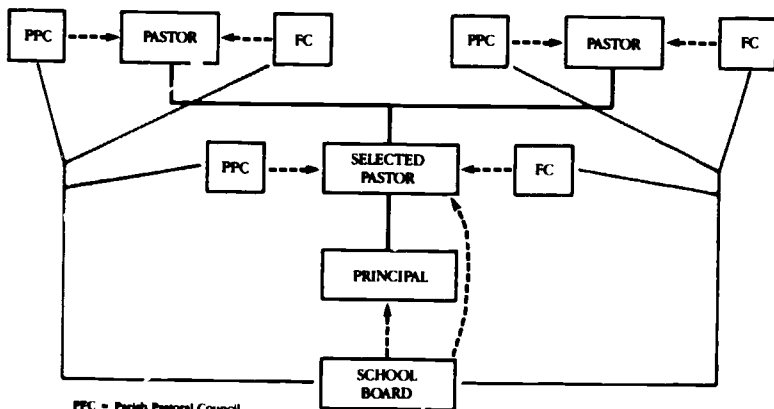 PPC
PASTOR
FC
PPC
PASTOR
FC
PPC
SELECTED
PASTOR
FC
PRINCIPAL
SCHOOL
BOARD
PPC = Parish Pastoral Council